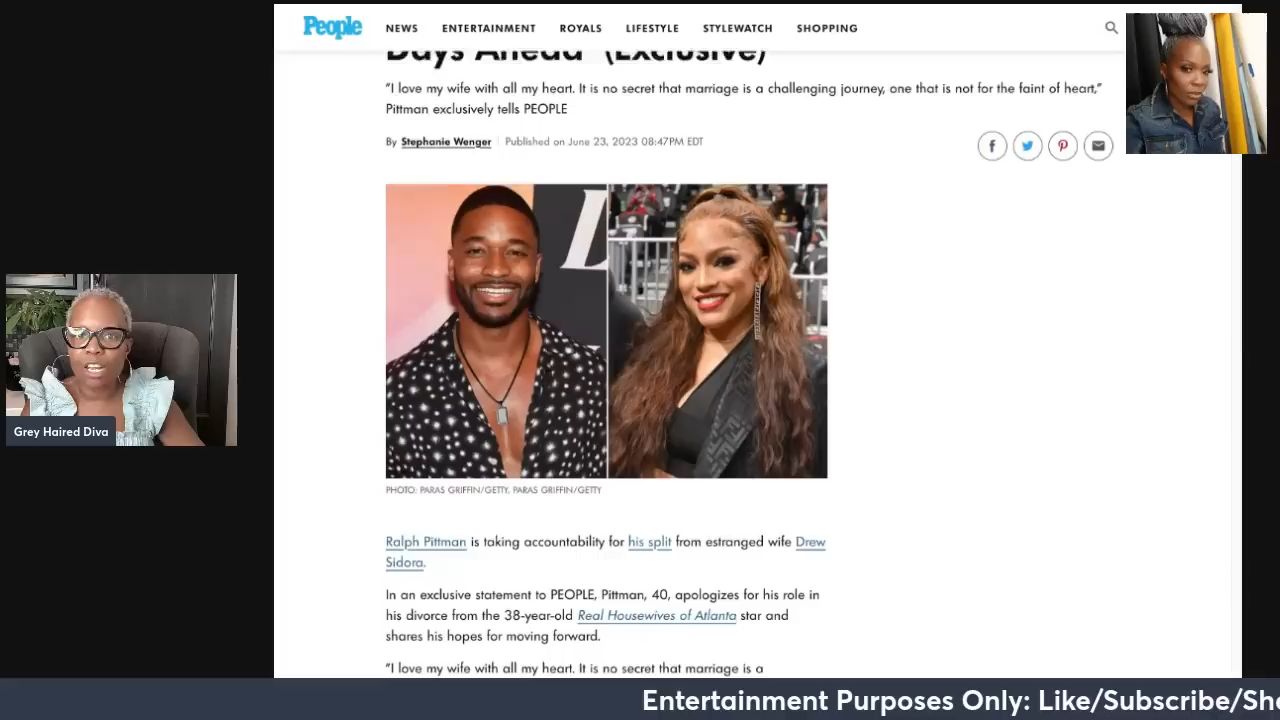 People
NEWS ENTERTAINMENT ROYALS LIFESTYLE STYLEWATCH SHOPPING
Days Ahead' (Exclusive)
"I love my wife with all my heart. It is no secret that marriage is a challenging journey, one that is not for the faint of heart,"
Pittman exclusively tells PEOPLE
By Stephanie Wenger Published on June 23, 2023 08:47PM EDT
PHOTO: PARAS GRIFFIN/GETTY, PARAS GRIFFIN/GETTY
Grey Haired Diva
Ralph Pittman is taking accountability for his split from estranged wife Drew
Sidora.
In an exclusive statement to PEOPLE, Pittman, 40, apologizes for his role in
his divorce from the 38-year-old Real Housewives of Atlanta star and
shares his hopes for moving forward.
"I love my wife with all my heart. It is no secret that marriage is a
Entertainment Purposes Only: Like/Subscribe/Sha